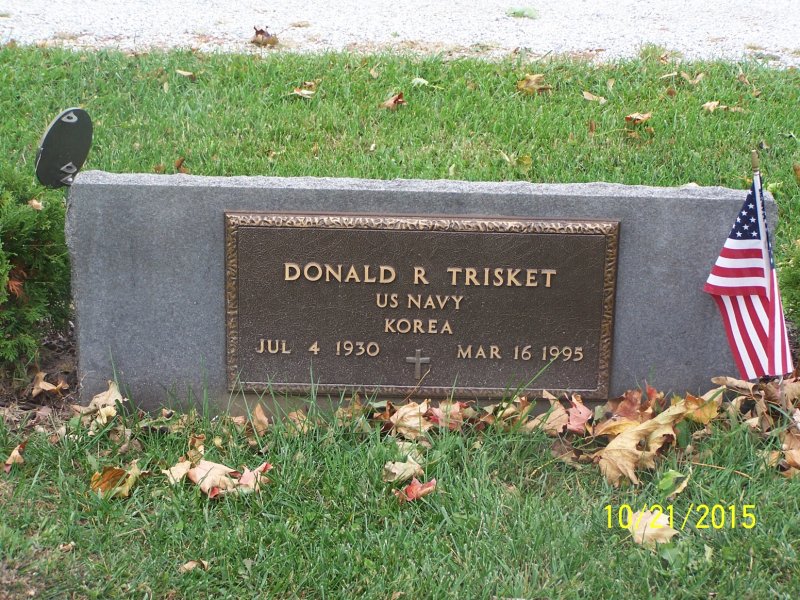 DONALD R TRISKET
US NAVY
KOREA
JUL 4 1930 MAR 16 1995
10/21/2015